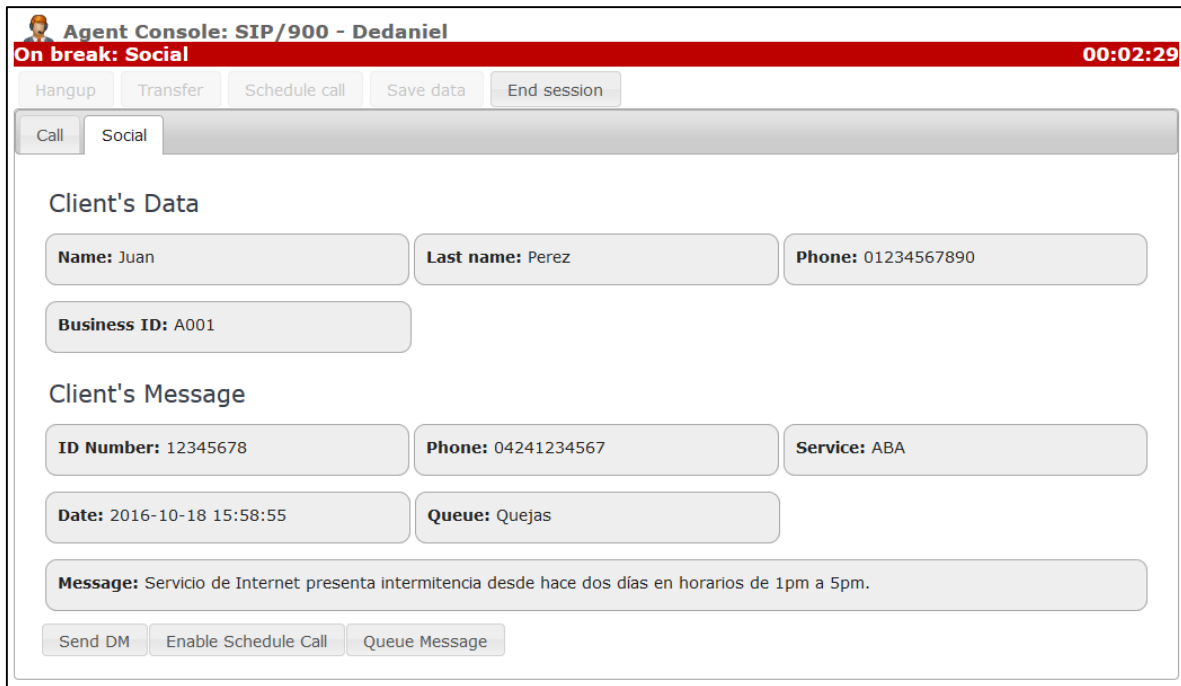 Agent Console: SIP/900 - Dedaniel
On break: Social 00:02:29
Hangup Transfer Schedule call Save data End session
Call Social
Client's Data
Name: Juan Last name: Perez Phone: 01234567890
Business ID: A001
Client's Message
ID Number: 12345678 Phone: 04241234567 Service: ABA
Date: 2016-10-18 15:58:55 Queue: Quejas
Message: Servicio de Internet presenta intermitencia desde hace dos días en horarios de 1pm a 5pm.
Send DM Enable Schedule Call Queue Message